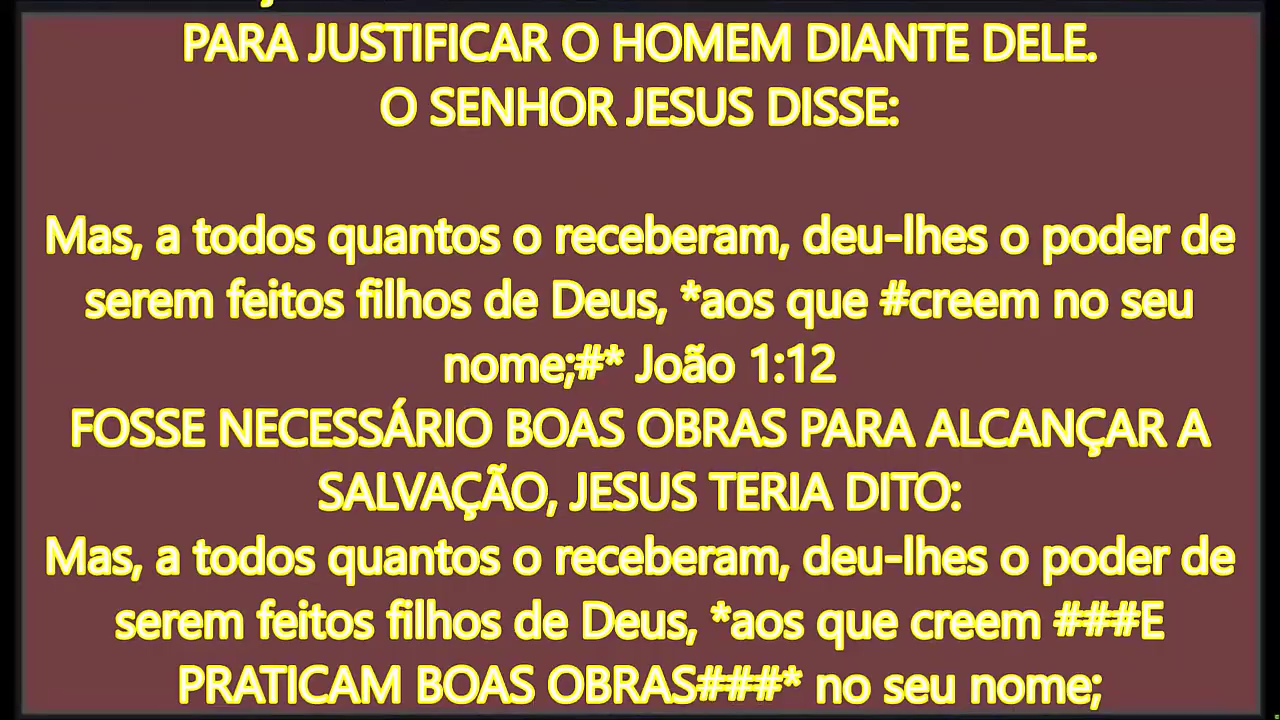 PARA JUSTIFICAR O HOMEM DIANTE DELE.
O SENHOR JESUS DISSE:
Mas, a todos quantos o receberam, deu-lhes o poder de
serem feitos filhos de Deus, *aos que #creem no seu
nome;#* João 1:12
FOSSE NECESSÁRIO BOAS OBRAS PARA ALCANÇAR A
SALVAÇÃO, JESUS TERIA DITO:
Mas, a todos quantos o receberam, deu-lhes o poder de
serem feitos filhos de Deus, *aos que creem ###E
PRATICAM BOAS OBRAS###* no seu nome;